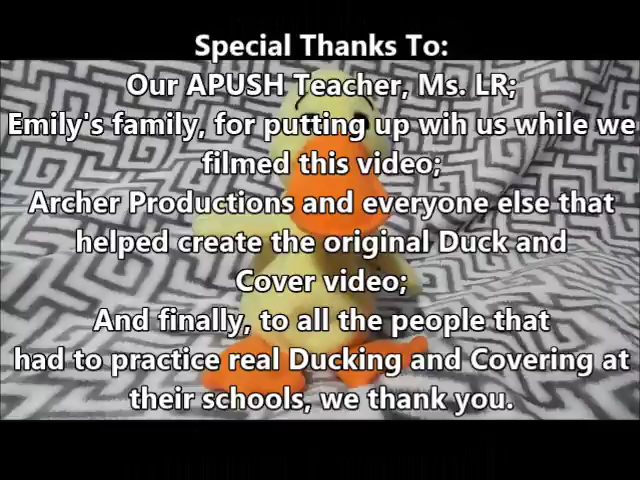 Special Thanks To:
Our APUSH Teacher, Ms. LR;
Emily's family, for putting up wih us while we
filmed this video;
Archer Productions and everyone else that
helped create the original Duck and
Cover video;
And finally, to all the people that
had to practice real Ducking and Covering at
their schools, we thank you.